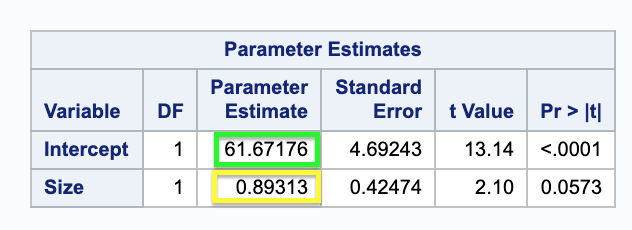 Parameter Estimates
Variable DF Parameter Estimate Standard Error t Value Pr > |t|
Intercept 1 61.67176 4.69243 13.14 <.0001
Size 1 0.89313 0.42474 2.10 0.0573